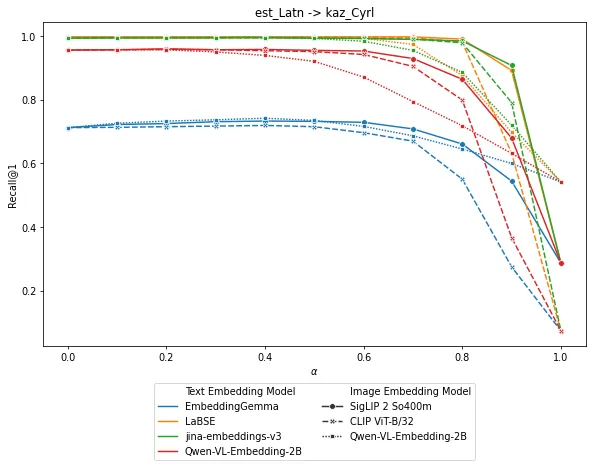 est_Latn -> kaz_Cyrl
Recall@1
1.0
0.8
0.6
0.4
0.2
0.0 0.2 0.4 0.6 0.8 1.0
α
Text Embedding Model
EmbeddingGemma
LaBSE
jina-embeddings-v3
Qwen-VL-Embedding-2B
Image Embedding Model
SigLIP 2 So400m
CLIP ViT-B/32
Qwen-VL-Embedding-2B